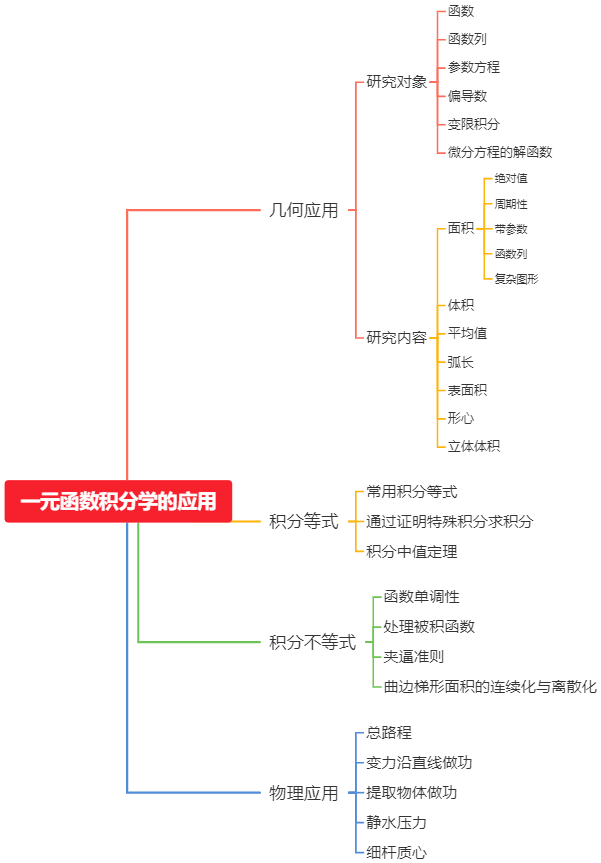 一元函数积分学的应用
几何应用
研究对象
函数
函数列
参数方程
偏导数
变限积分
微分方程的解函数
研究内容
面积
绝对值
周期性
带参数
函数列
复杂图形
体积
平均值
弧长
表面积
形心
立体体积
积分等式
常用积分等式
通过证明特殊积分求积分
积分中值定理
积分不等式
函数单调性
处理被积函数
夹逼准则
曲边梯形面积的连续化与离散化
物理应用
总路程
变力沿直线做功
提取物体做功
静水压力
细杆质心